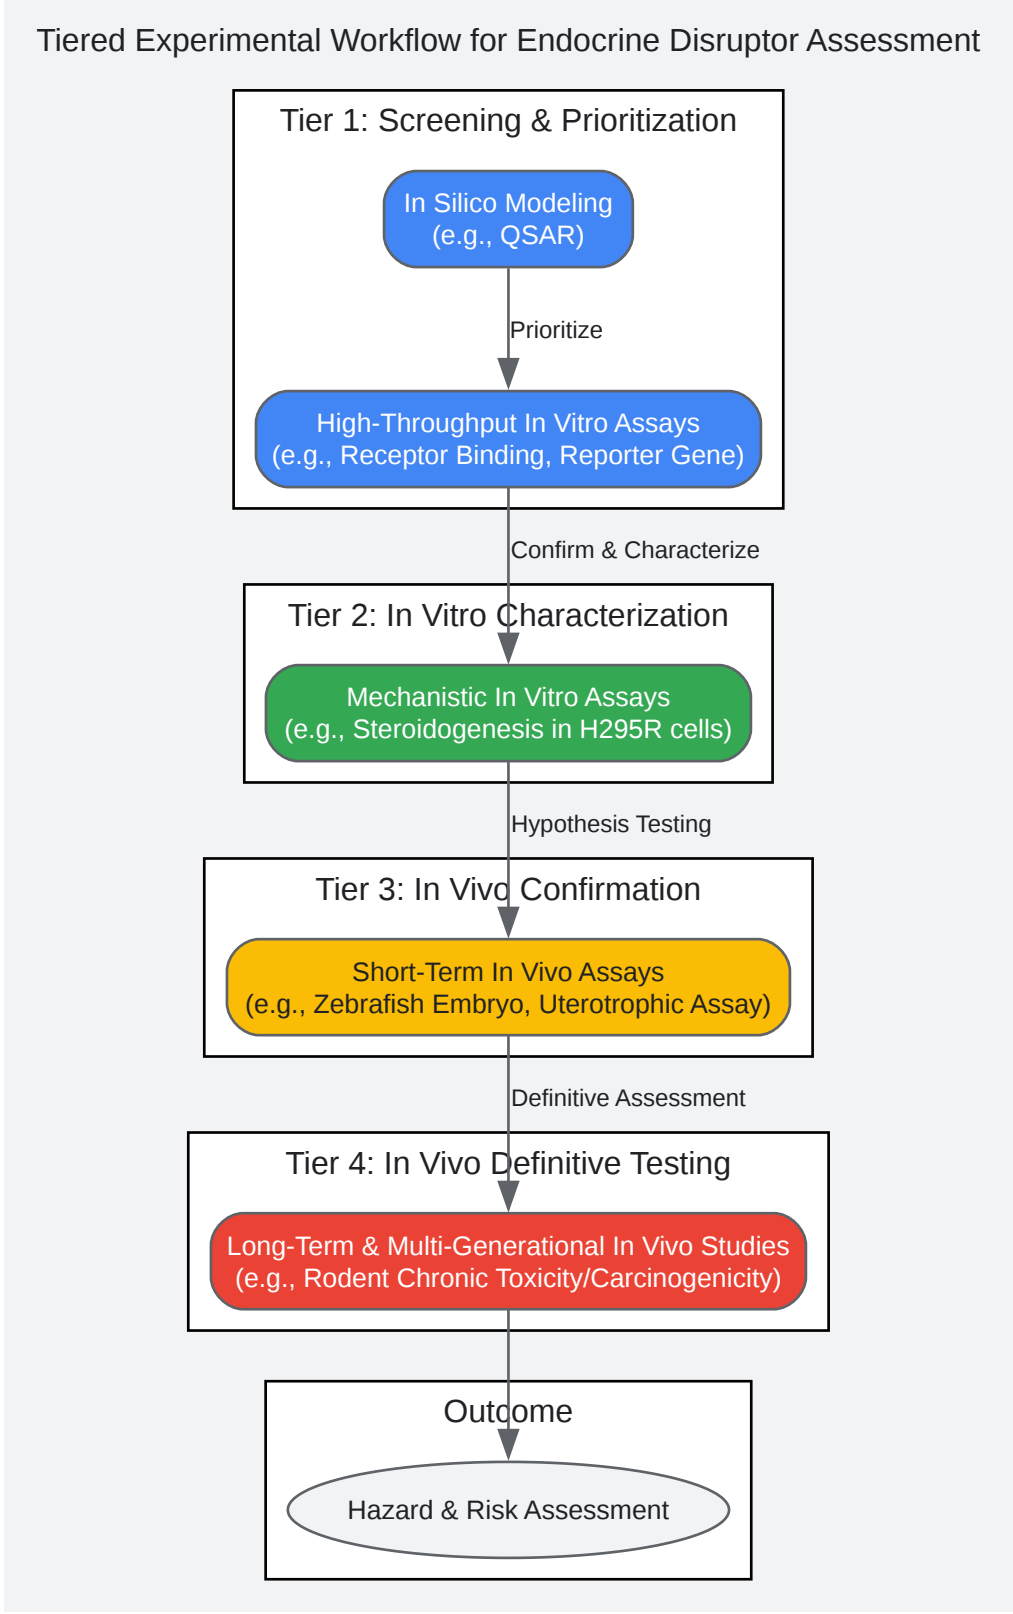 Tiered Experimental Workflow for Endocrine Disruptor Assessment
Tier 1: Screening & Prioritization
In Silico Modeling
(e.g., QSAR)
Prioritize
High-Throughput In Vitro Assays
(e.g., Receptor Binding, Reporter Gene)
Confirm & Characterize
Tier 2: In Vitro Characterization
Mechanistic In Vitro Assays
(e.g., Steroidogenesis in H295R cells)
Hypothesis Testing
Tier 3: In Vivo Confirmation
Short-Term In Vivo Assays
(e.g., Zebrafish Embryo, Uterotrophic Assay)
Definitive Assessment
Tier 4: In Vivo Definitive Testing
Long-Term & Multi-Generational In Vivo Studies
(e.g., Rodent Chronic Toxicity/Carcinogenicity)
Outcome
Hazard & Risk Assessment